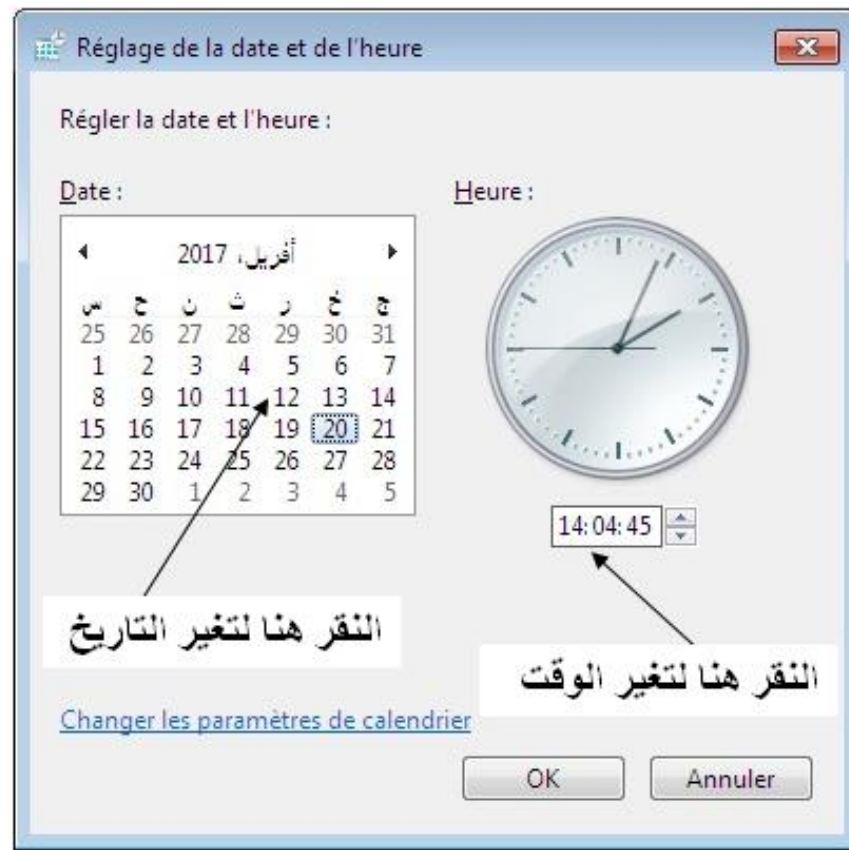 Réglage de la date et de l'heure
Régler la date et l'heure :
Date :
Heure :
أفريل، 2017
س ح ن ث ر خ ج
25 26 27 28 29 30 31
1 2 3 4 5 6 7
8 9 10 11 12 13 14
15 16 17 18 19 20 21
22 23 24 25 26 27 28
29 30 1 2 3 4 5
14:04:45
النقر هنا لتغير التاريخ
النقر هنا لتغير الوقت
Changer les paramètres de calendrier
OK
Annuler